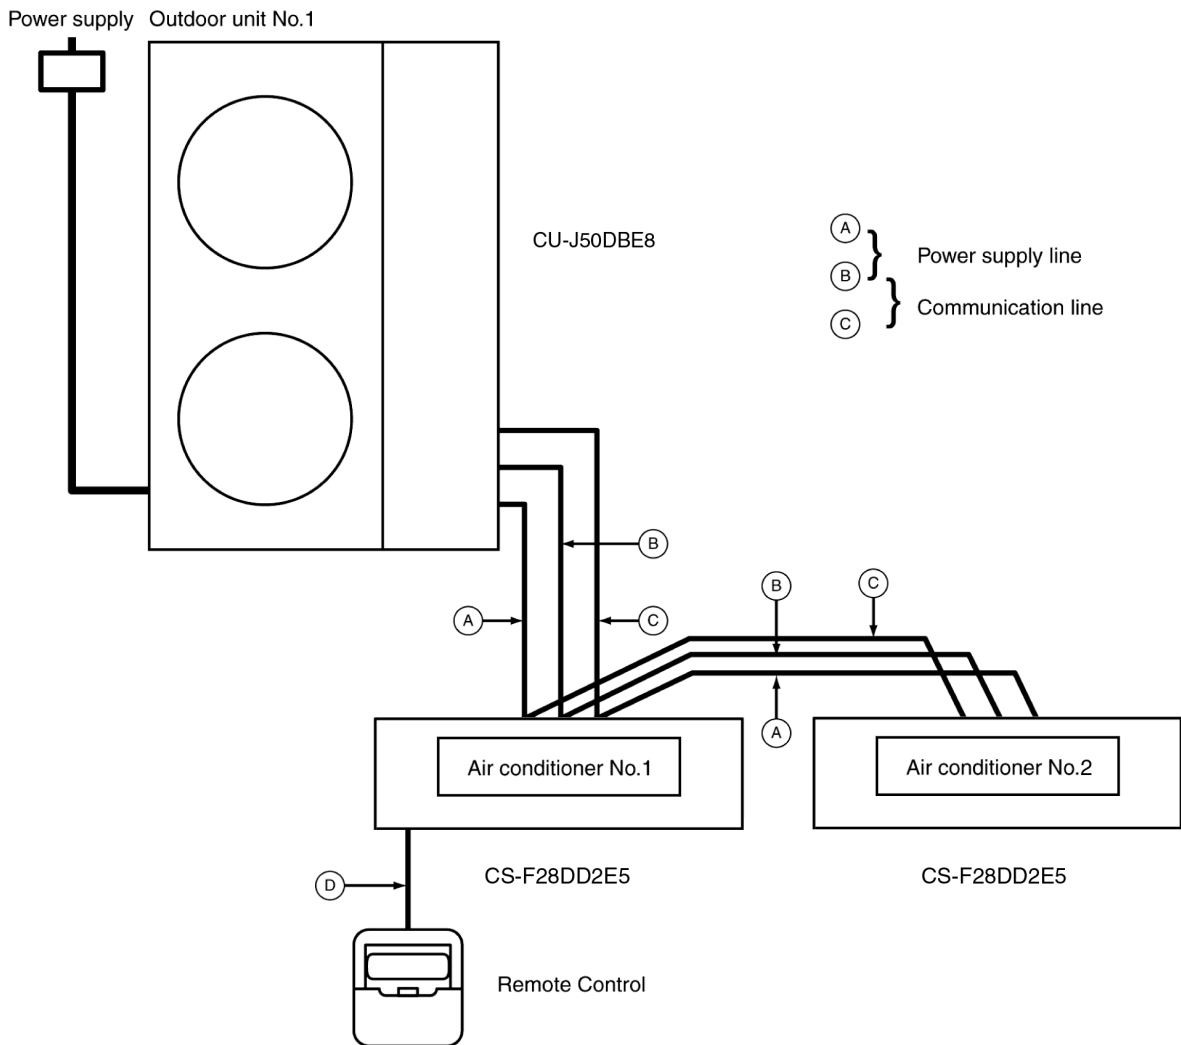 Power supply
Outdoor unit No.1
CU-J50DBE8
A
B
C
Power supply line
Communication line
B
A
C
B
C
A
Air conditioner No.1
Air conditioner No.2
CS-F28DD2E5
CS-F28DD2E5
D
Remote Control